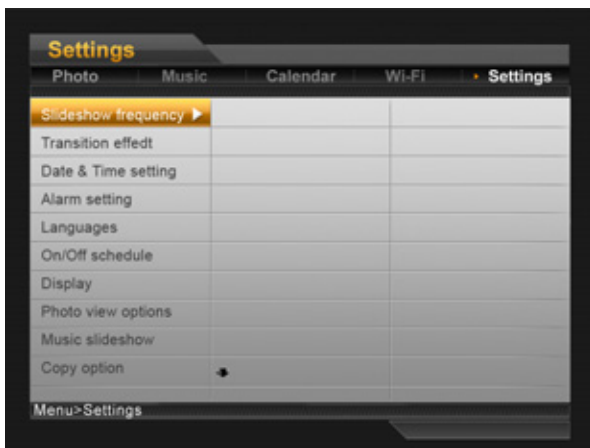 Settings
Photo Music Calendar Wi-Fi Settings
Slideshow frequency
Transition effedt
Date & Time setting
Alarm setting
Languages
On/Off schedule
Display
Photo view options
Music slideshow
Copy option
Menu>Settings